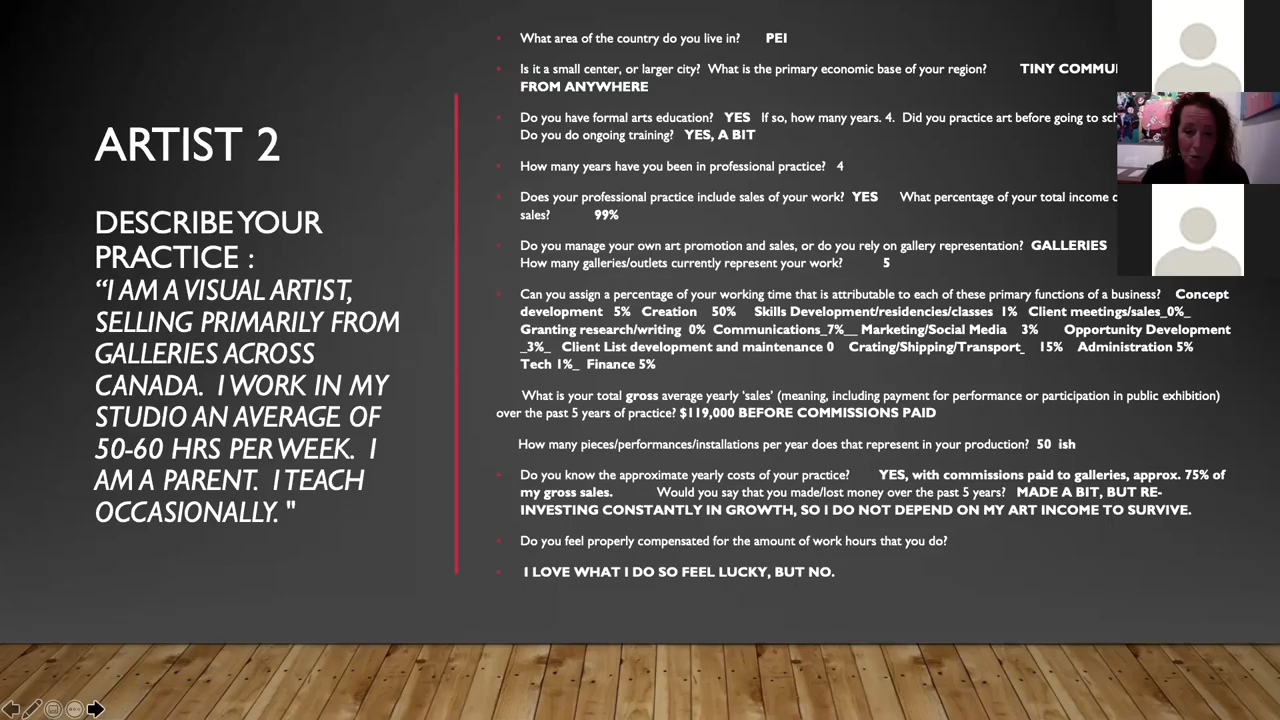 ARTIST 2
DESCRIBE YOUR
PRACTICE :
“I AM A VISUAL ARTIST,
SELLING PRIMARILY FROM
GALLERIES ACROSS
CANADA. I WORK IN MY
STUDIO AN AVERAGE OF
50-60 HRS PER WEEK. I
AM A PARENT. I TEACH
OCCASIONALLY. "
What area of the country do you live in? PEI
Is it a small center, or larger city? What is the primary economic base of your region? TINY
FROM ANYWHERE
Do you have formal arts education? YES If so, how many years. 4. Did you practice art before going to
Do you do ongoing training? YES, A BIT
How many years have you been in professional practice? 4
Does your professional practice include sales of your work? YES What percentage of your total income
sales? 99%
Do you manage your own art promotion and sales, or do you rely on gallery representation? GALLERIES
How many galleries/outlets currently represent your work? 5
Can you assign a percentage of your working time that is attributable to each of these primary functions of a business? Concept
development 5% Creation 50% Skills Development/residencies/classes 1% Client meetings/sales_0%_
Granting research/writing 0% Communications_7%__ Marketing/Social Media 3% Opportunity Development
_3%_ Client List development and maintenance 0 Crating/Shipping/Transport_ 15% Administration 5%
Tech 1%_ Finance 5%
What is your total gross average yearly ‘sales’ (meaning, including payment for performance or participation in public exhibition)
over the past 5 years of practice? $119,000 BEFORE COMMISSIONS PAID
How many pieces/performances/installations per year does that represent in your production? 50 ish
Do you know the approximate yearly costs of your practice? YES, with commissions paid to galleries, approx. 75% of
my gross sales. Would you say that you made/lost money over the past 5 years? MADE A BIT, BUT RE-
INVESTING CONSTANTLY IN GROWTH, SO I DO NOT DEPEND ON MY ART INCOME TO SURVIVE.
Do you feel properly compensated for the amount of work hours that you do?
I LOVE WHAT I DO SO FEEL LUCKY, BUT NO.